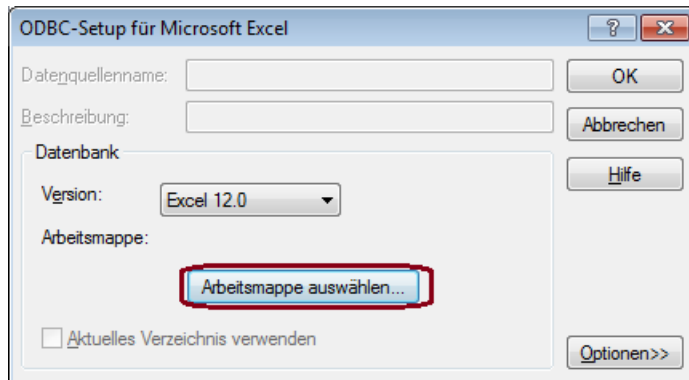 ODBC-Setup für Microsoft Excel
Datenquellenname:
OK
Beschreibung:
Abbrechen
Datenbank
Hilfe
Version:
Excel 12.0
Arbeitsmappe:
Arbeitsmappe auswählen...
Aktuelles Verzeichnis verwenden
Optionen>>